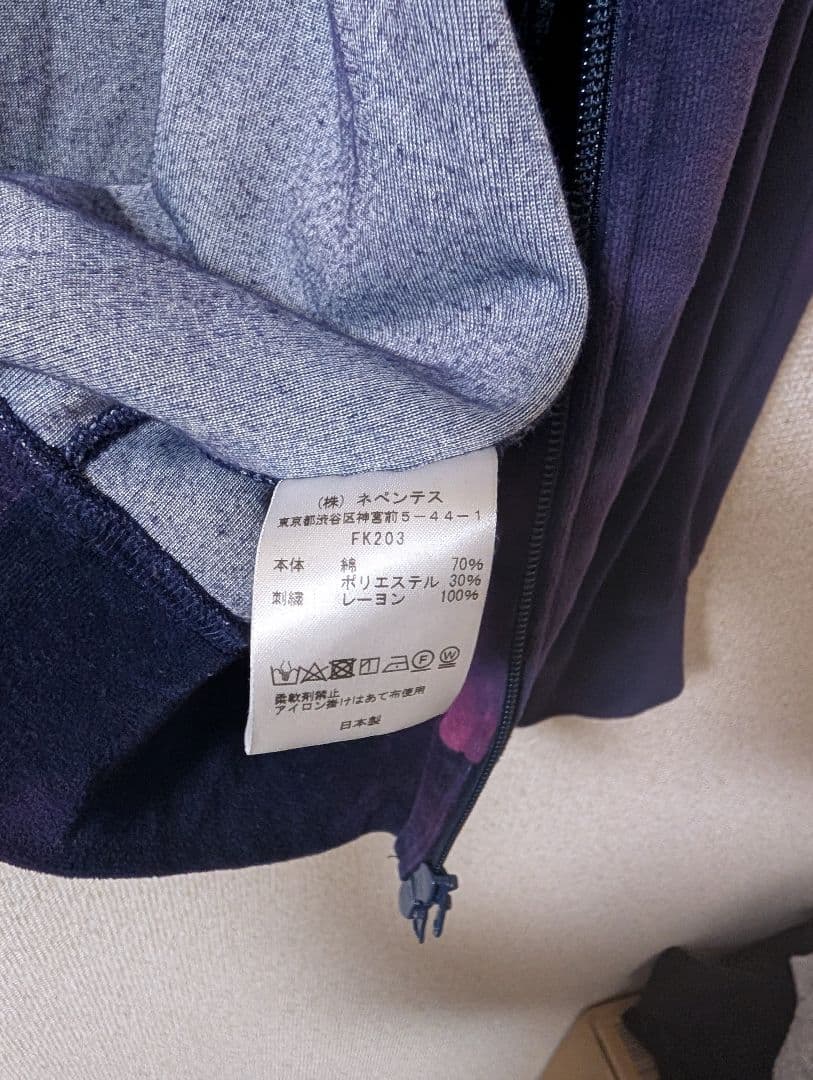 （株）ネペンテス
東京都渋谷区神宮前５－４４－１
FK203
本体 綿 70%
ポリエステル 30%
刺繍 レーヨン 100%
F W
柔軟剤禁止
アイロン掛けはあて布使用
日本製